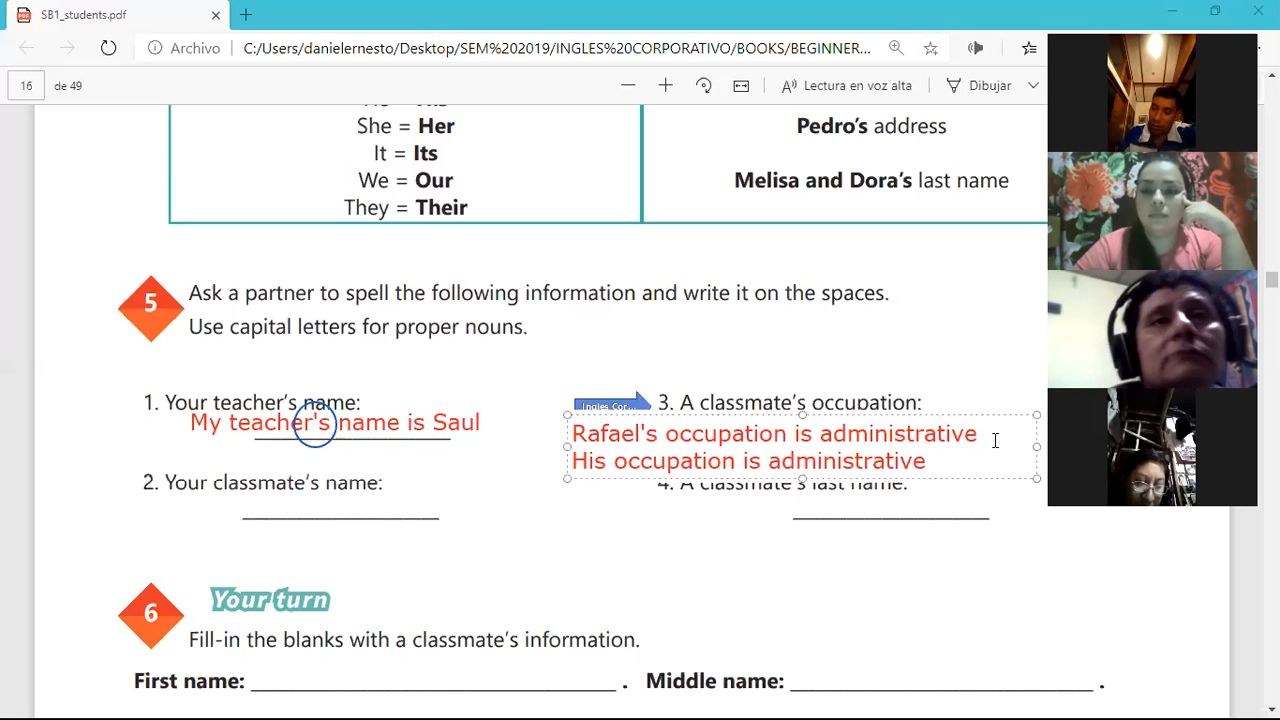 SB1_students.pdf
Archivo
C:/Users/danielernesto/Desktop/SEM%202019/INGLES%20CORPORATIVO/BOOKS/BEGINNER...
16 de 49
Lectura en voz alta
Dibujar
She = Her
It = Its
We = Our
They = Their
Pedro's address
Melisa and Dora's last name
5
Ask a partner to spell the following information and write it on the spaces.
Use capital letters for proper nouns.
1. Your teacher's name:
My teacher's name is Saul
2. Your classmate's name:
Ingles Cor...
3. A classmate's occupation:
Rafael's occupation is administrative
His occupation is administrative
4. A classmate's last name:
6
Your turn
Fill-in the blanks with a classmate's information.
First name: ______________________ . Middle name: ______________________ .